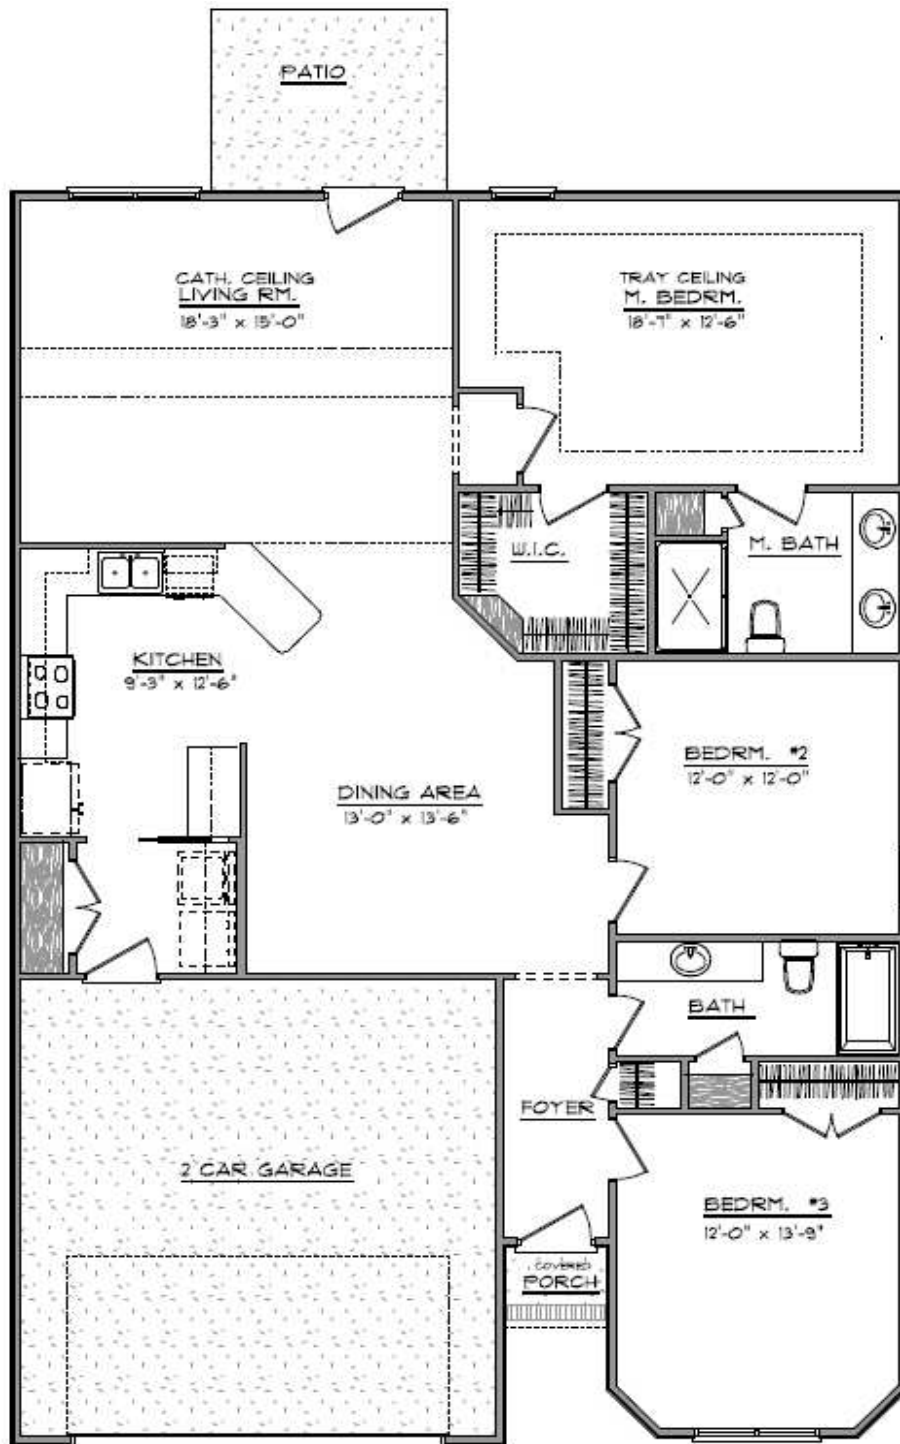 PATIO
CATH. CEILING
LIVING RM.
18'-3" x 15'-0"
TRAY CEILING
M. BEDRM.
18'-7" x 12'-6"
W.I.C.
M. BATH
KITCHEN
9'-3" x 12'-6"
BEDRM. #2
12'-0" x 12'-0"
DINING AREA
13'-0" x 13'-6"
BATH
FOYER
2 CAR GARAGE
BEDRM. #3
12'-0" x 13'-9"
COVERED
PORCH